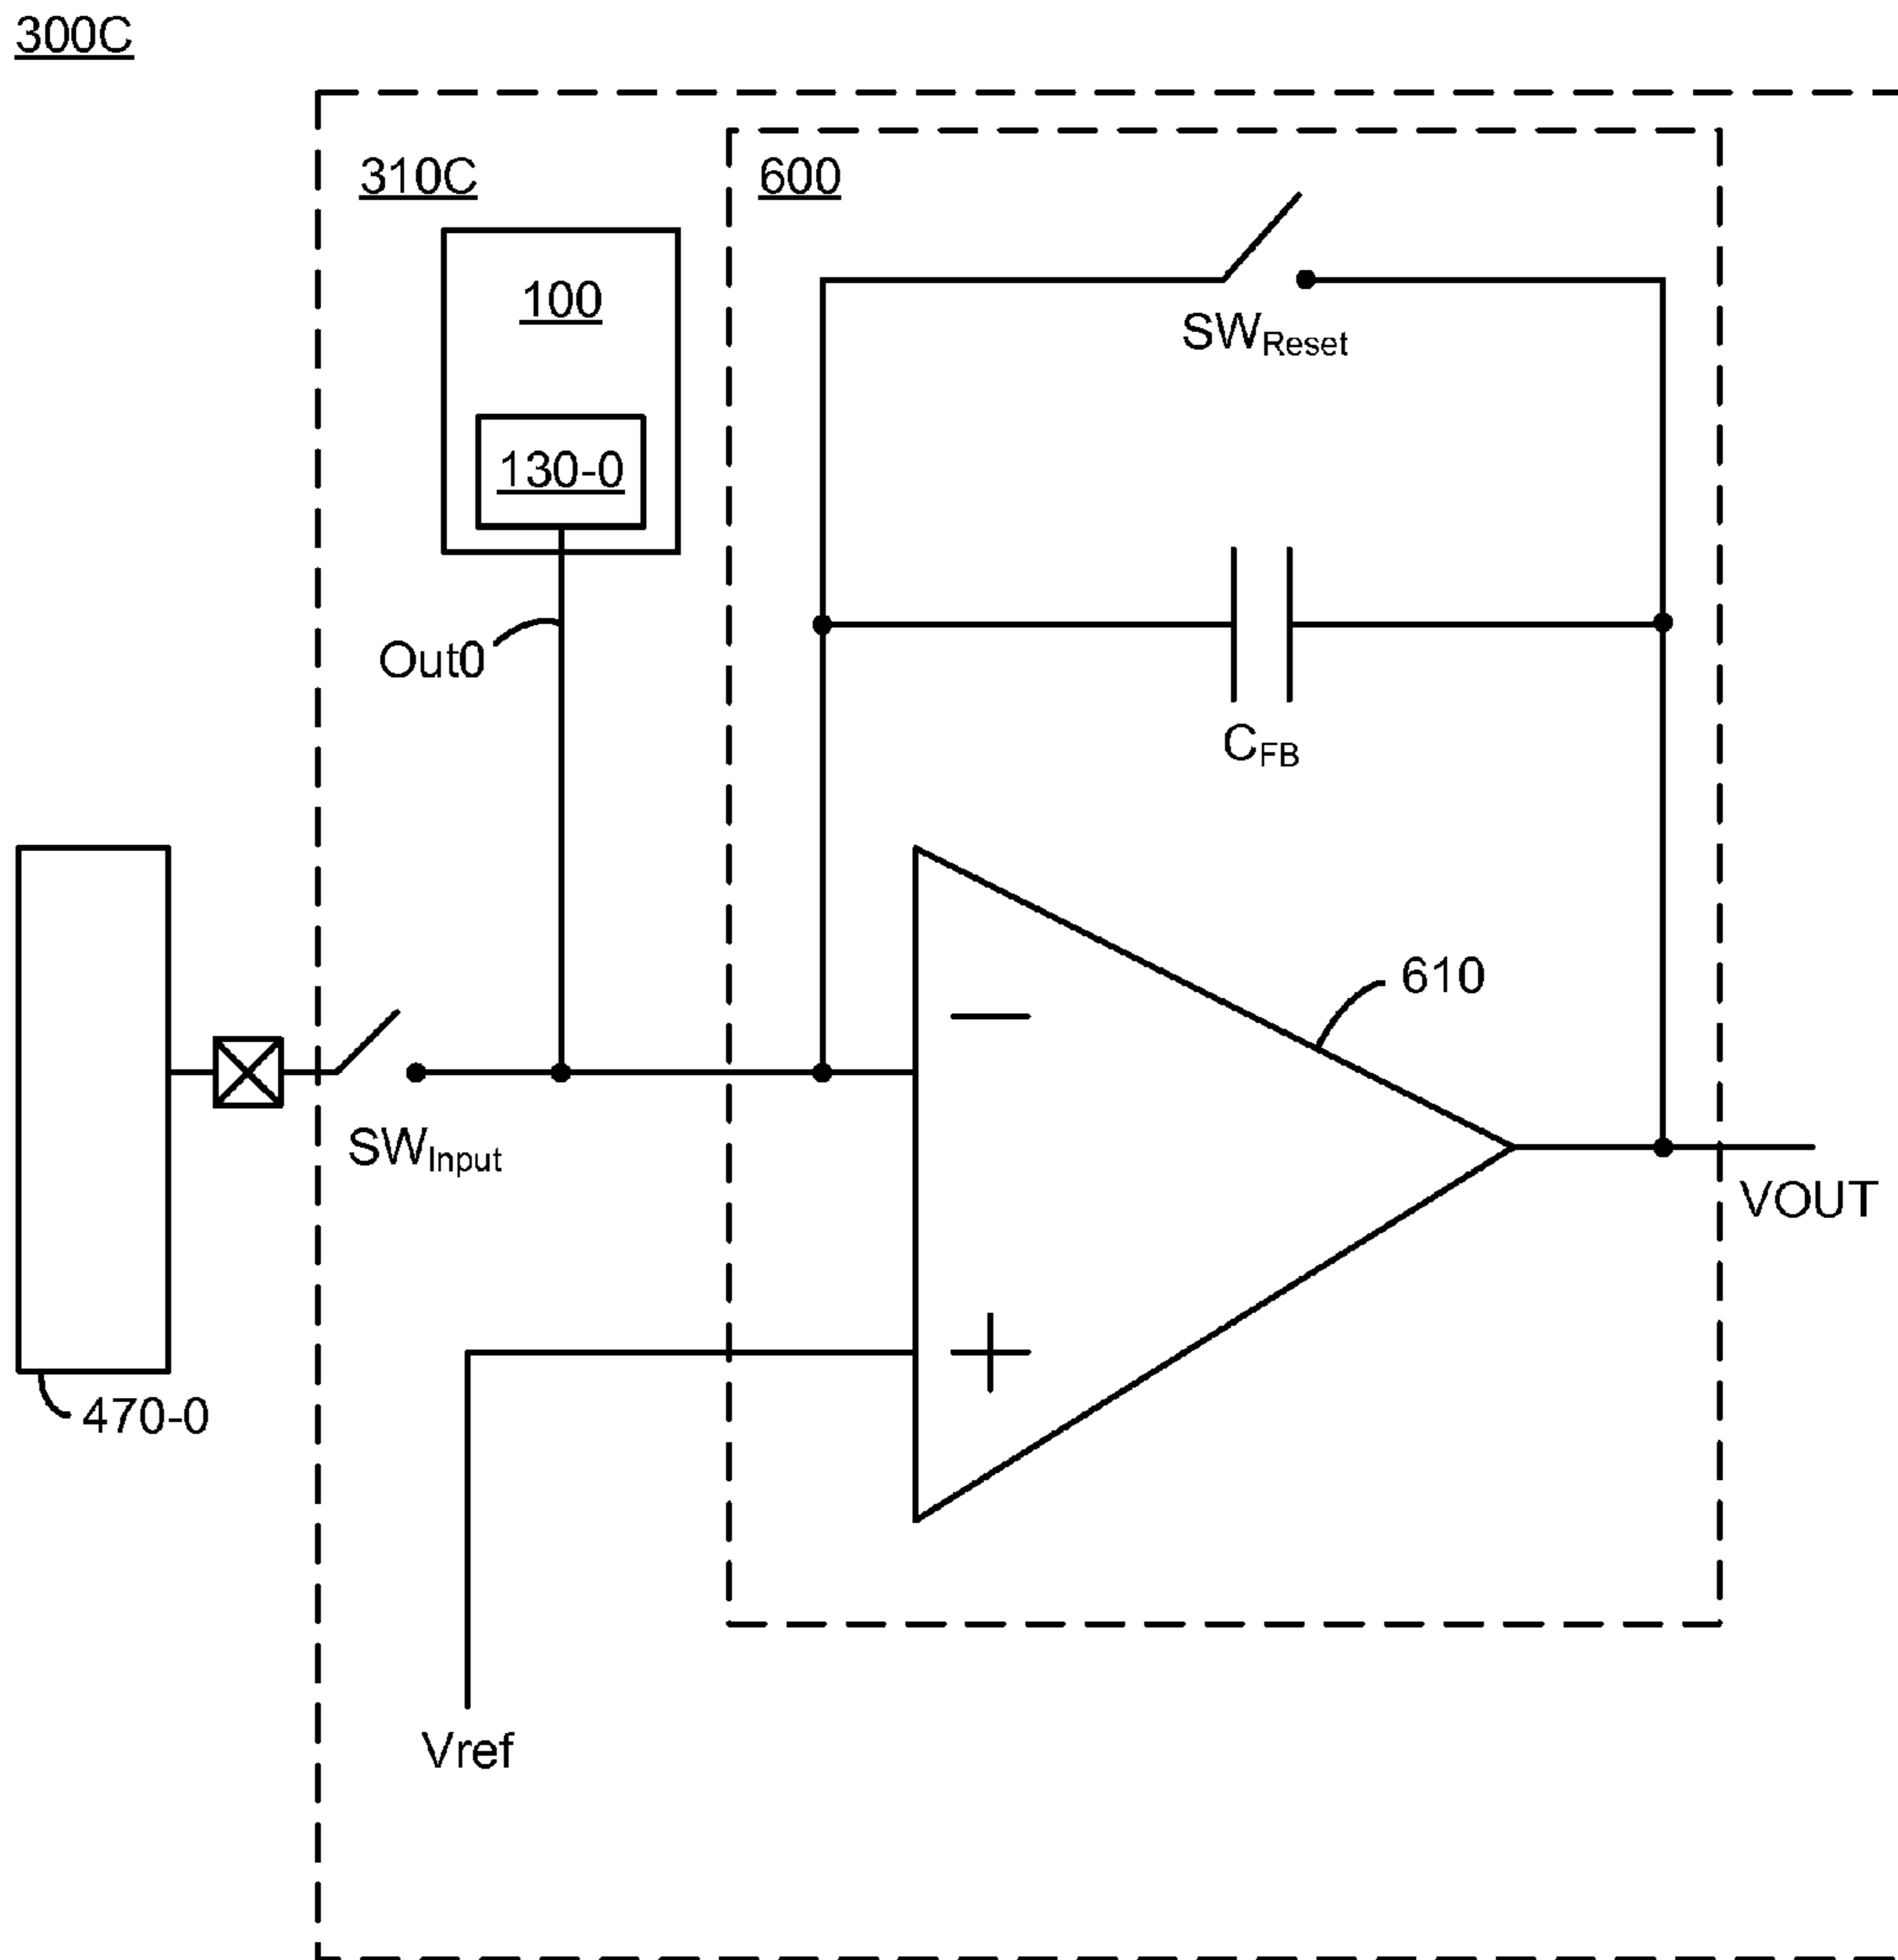 300C
310C
600
100
SWReset
130-0
Out0
CFB
610
SWInput
VOUT
470-0
Vref